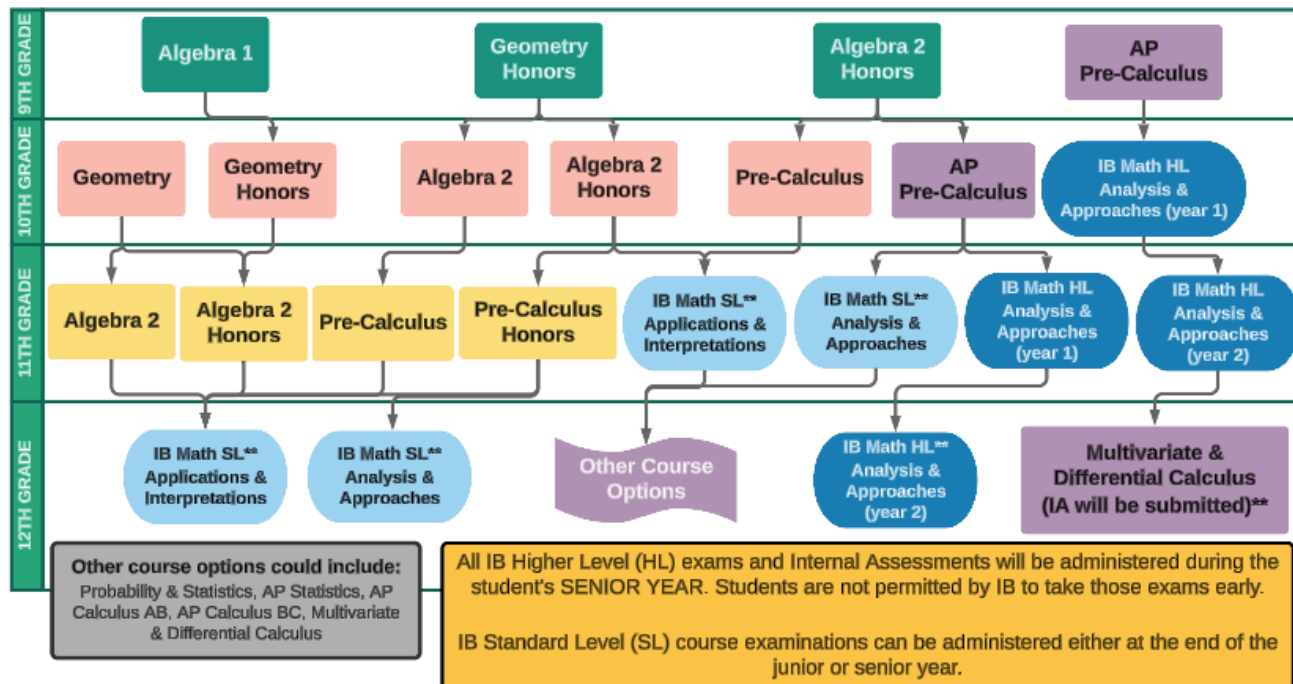 9TH GRADE
Algebra 1
Geometry
Honors
Algebra 2
Honors
AP
Pre-Calculus
10TH GRADE
Geometry
Geometry
Honors
Algebra 2
Algebra 2
Honors
Pre-Calculus
AP
Pre-Calculus
IB Math HL
Analysis &
Approaches (year 1)
11TH GRADE
Algebra 2
Algebra 2
Honors
Pre-Calculus
Pre-Calculus
Honors
IB Math SL**
Applications &
Interpretations
IB Math SL**
Analysis &
Approaches
IB Math HL
Analysis &
Approaches
(year 1)
IB Math HL
Analysis &
Approaches
(year 2)
12TH GRADE
IB Math SL**
Applications &
Interpretations
IB Math SL**
Analysis &
Approaches
Other Course
Options
IB Math HL**
Analysis &
Approaches
(year 2)
Multivariate &
Differential Calculus
(IA will be submitted)**
Other course options could include:
Probability & Statistics, AP Statistics, AP
Calculus AB, AP Calculus BC, Multivariate
& Differential Calculus
All IB Higher Level (HL) exams and Internal Assessments will be administered during the
student's SENIOR YEAR. Students are not permitted by IB to take those exams early.
IB Standard Level (SL) course examinations can be administered either at the end of the
junior or senior year.